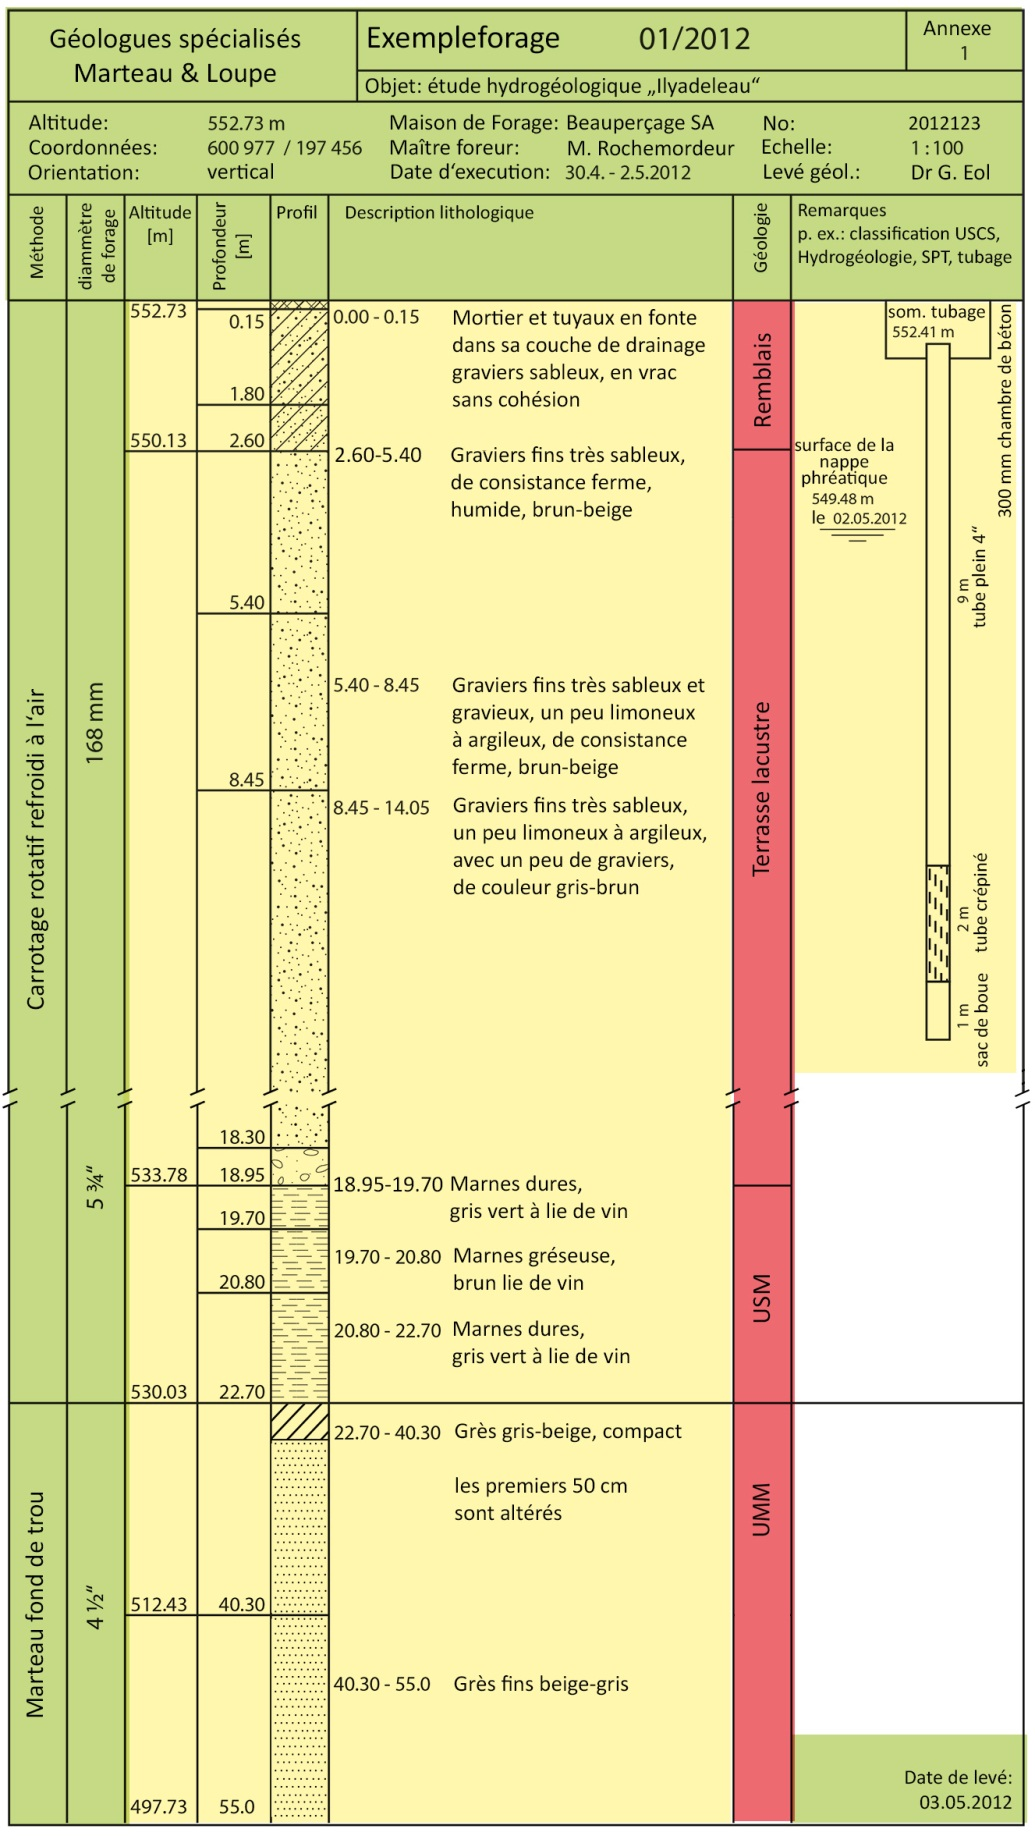 Géologues spécialisés
Marteau & Loupe
Exempleforage 01/2012
Annexe
1
Objet: étude hydrogéologique „Ilyadeleau“
Altitude: 552.73 m
Coordonnées: 600 977 / 197 456
Orientation: vertical
Maison de Forage: Beauperçage SA
Maître foreur: M. Rochemordeur
Date d‘execution: 30.4. - 2.5.2012
No: 2012123
Echelle: 1 : 100
Levé géol.: Dr G. Eol
Méthode
diammètre
de forage
Altitude
[m]
Profondeur
[m]
Profil
Description lithologique
Géologie
Remarques
p. ex.: classification USCS,
Hydrogéologie, SPT, tubage
Carrotage rotatif refroidi à l‘air
Marteau fond de trou
168 mm
5 ¾“
4 ½“
552.73
550.13
533.78
530.03
512.43
497.73
0.15
1.80
2.60
5.40
8.45
18.30
18.95
19.70
20.80
22.70
40.30
55.0
0.00 - 0.15 Mortier et tuyaux en fonte
dans sa couche de drainage
graviers sableux, en vrac
sans cohésion
2.60-5.40 Graviers fins très sableux,
de consistance ferme,
humide, brun-beige
5.40 - 8.45 Graviers fins très sableux et
gravieux, un peu limoneux
à argileux, de consistance
ferme, brun-beige
8.45 - 14.05 Graviers fins très sableux,
un peu limoneux à argileux,
avec un peu de graviers,
de couleur gris-brun
18.95-19.70 Marnes dures,
gris vert à lie de vin
19.70 - 20.80 Marnes gréseuse,
brun lie de vin
20.80 - 22.70 Marnes dures,
gris vert à lie de vin
22.70 - 40.30 Grès gris-beige, compact
les premiers 50 cm
sont altérés
40.30 - 55.0 Grès fins beige-gris
Remblais
Terrasse lacustre
USM
UMM
som. tubage
552.41 m
300 mm chambre de béton
surface de la
nappe
phréatique
549.48 m
le 02.05.2012
9 m
tube plein 4“
2 m
tube crépiné
1 m
sac de boue
Date de levé:
03.05.2012